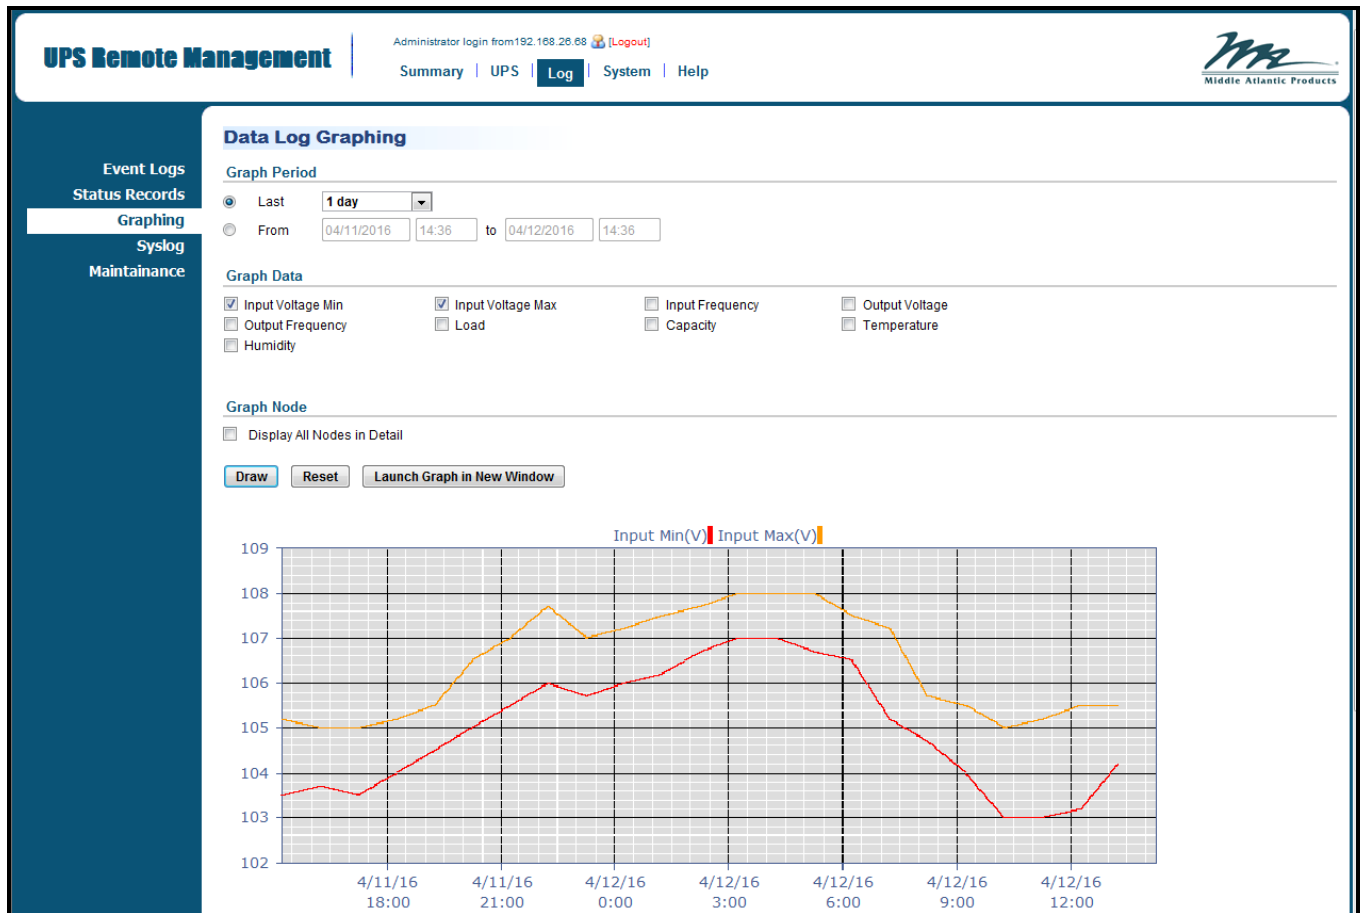 UPS Remote Management
Administrator login from192.168.26.68 [Logout]
Summary | UPS | Log | System | Help
Middle Atlantic Products
Event Logs
Status Records
Graphing
Syslog
Maintainance
Data Log Graphing
Graph Period
Last 1 day
From 04/11/2016 14:36 to 04/12/2016 14:36
Graph Data
Input Voltage Min Input Voltage Max Input Frequency Output Voltage
Output Frequency Load Capacity Temperature
Humidity
Graph Node
Display All Nodes in Detail
Draw Reset Launch Graph in New Window
Input Min(V) Input Max(V)
109
108
107
106
105
104
103
102
4/11/16 4/11/16 4/12/16 4/12/16 4/12/16 4/12/16 4/12/16
18:00 21:00 0:00 3:00 6:00 9:00 12:00